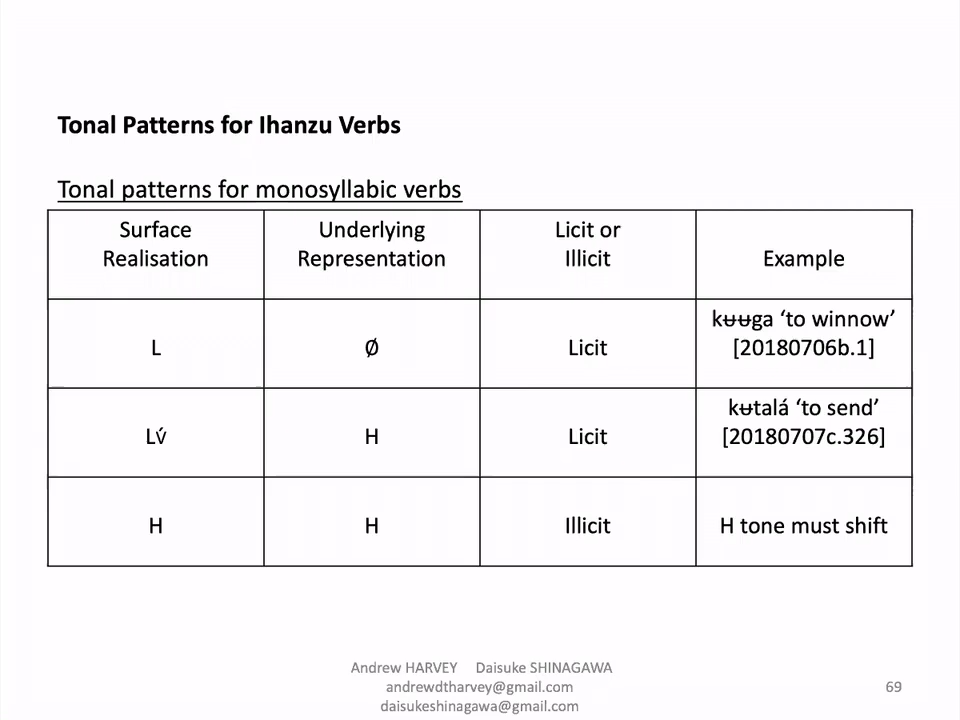 Tonal Patterns for Ihanzu Verbs
Tonal patterns for monosyllabic verbs
Surface Realisation
Underlying Representation
Licit or Illicit
Example
L
Ø
Licit
kʉʉga ‘to winnow’
[20180706b.1]
Lv́
H
Licit
kʉtalá ‘to send’
[20180707c.326]
H
H
Illicit
H tone must shift
Andrew HARVEY Daisuke SHINAGAWA
andrewdtharvey@gmail.com
daisukeshinagawa@gmail.com
69